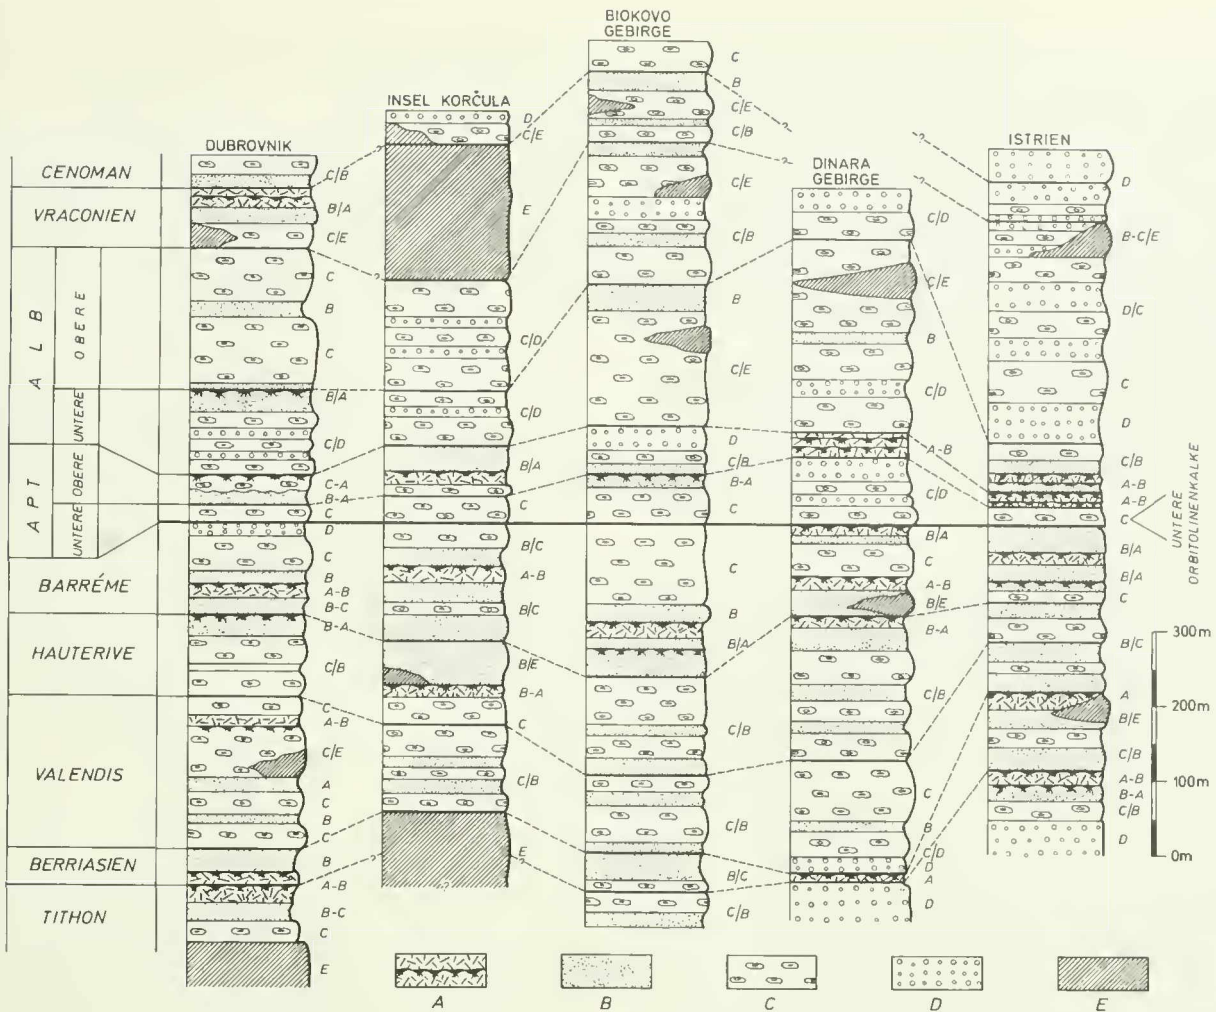 BIOKOVO
GEBIRGE
INSEL KORČULA
DUBROVNIK
DINARA
GEBIRGE
ISTRIEN
CENOMAN
VRACONIEN
A L B
OBERE
UNTERE
A P T
OBERE
UNTERE
BARRÉME
HAUTERIVE
VALENDIS
BERRIASIEN
TITHON
C/B
B/A
C/E
C
B
C
B/A
C/D
C-A
B-A
C
D
C
B
A-B
B-C
B-A
C/B
C
A-B
C/E
A
C
B
C
B
A-B
B-C
C
E
D
C/E
E
?
C/D
C/D
B/A
C
B/C
A-B
B/C
B/E
B-A
C
C/B
E
?
?
C
B
C/E
C/B
C/E
C/B
B
C/E
D
C/B
B-A
C
C
B
B/A
C/B
C/B
B/C
C/B
?
?
C/D
C/E
B
C/D
A-B
C/D
B/A
C
A-B
B/E
B-A
C/B
C
B
C/D
D
A
D
?
?
D
B-C/E
D/C
C
D
C/B
A-B
A-B
C
B/A
B/A
C
B/C
A
B/E
C/B
A-B
B-A
C/B
D
UNTERE
ORBITOLINENKALKE
300m
200m
100m
0m
A
B
C
D
E